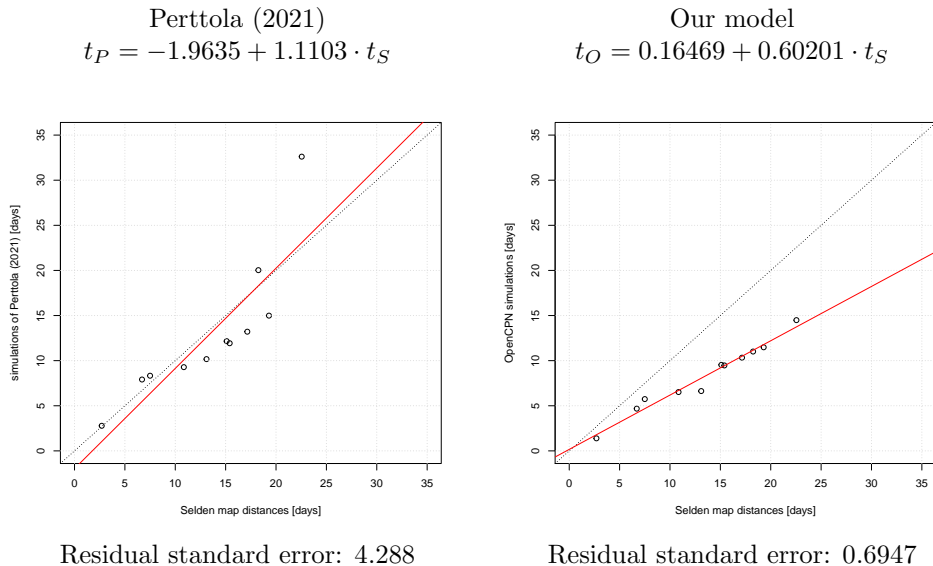 Perttola (2021)
t_P = −1.9635 + 1.1103 · t_S
Our model
t_O = 0.16469 + 0.60201 · t_S
simulations of Perttola (2021) [days]
35
30
25
20
15
10
5
0
0 5 10 15 20 25 30 35
Selden map distances [days]
OpenCPN simulations [days]
35
30
25
20
15
10
5
0
0 5 10 15 20 25 30 35
Selden map distances [days]
Residual standard error: 4.288
Residual standard error: 0.6947